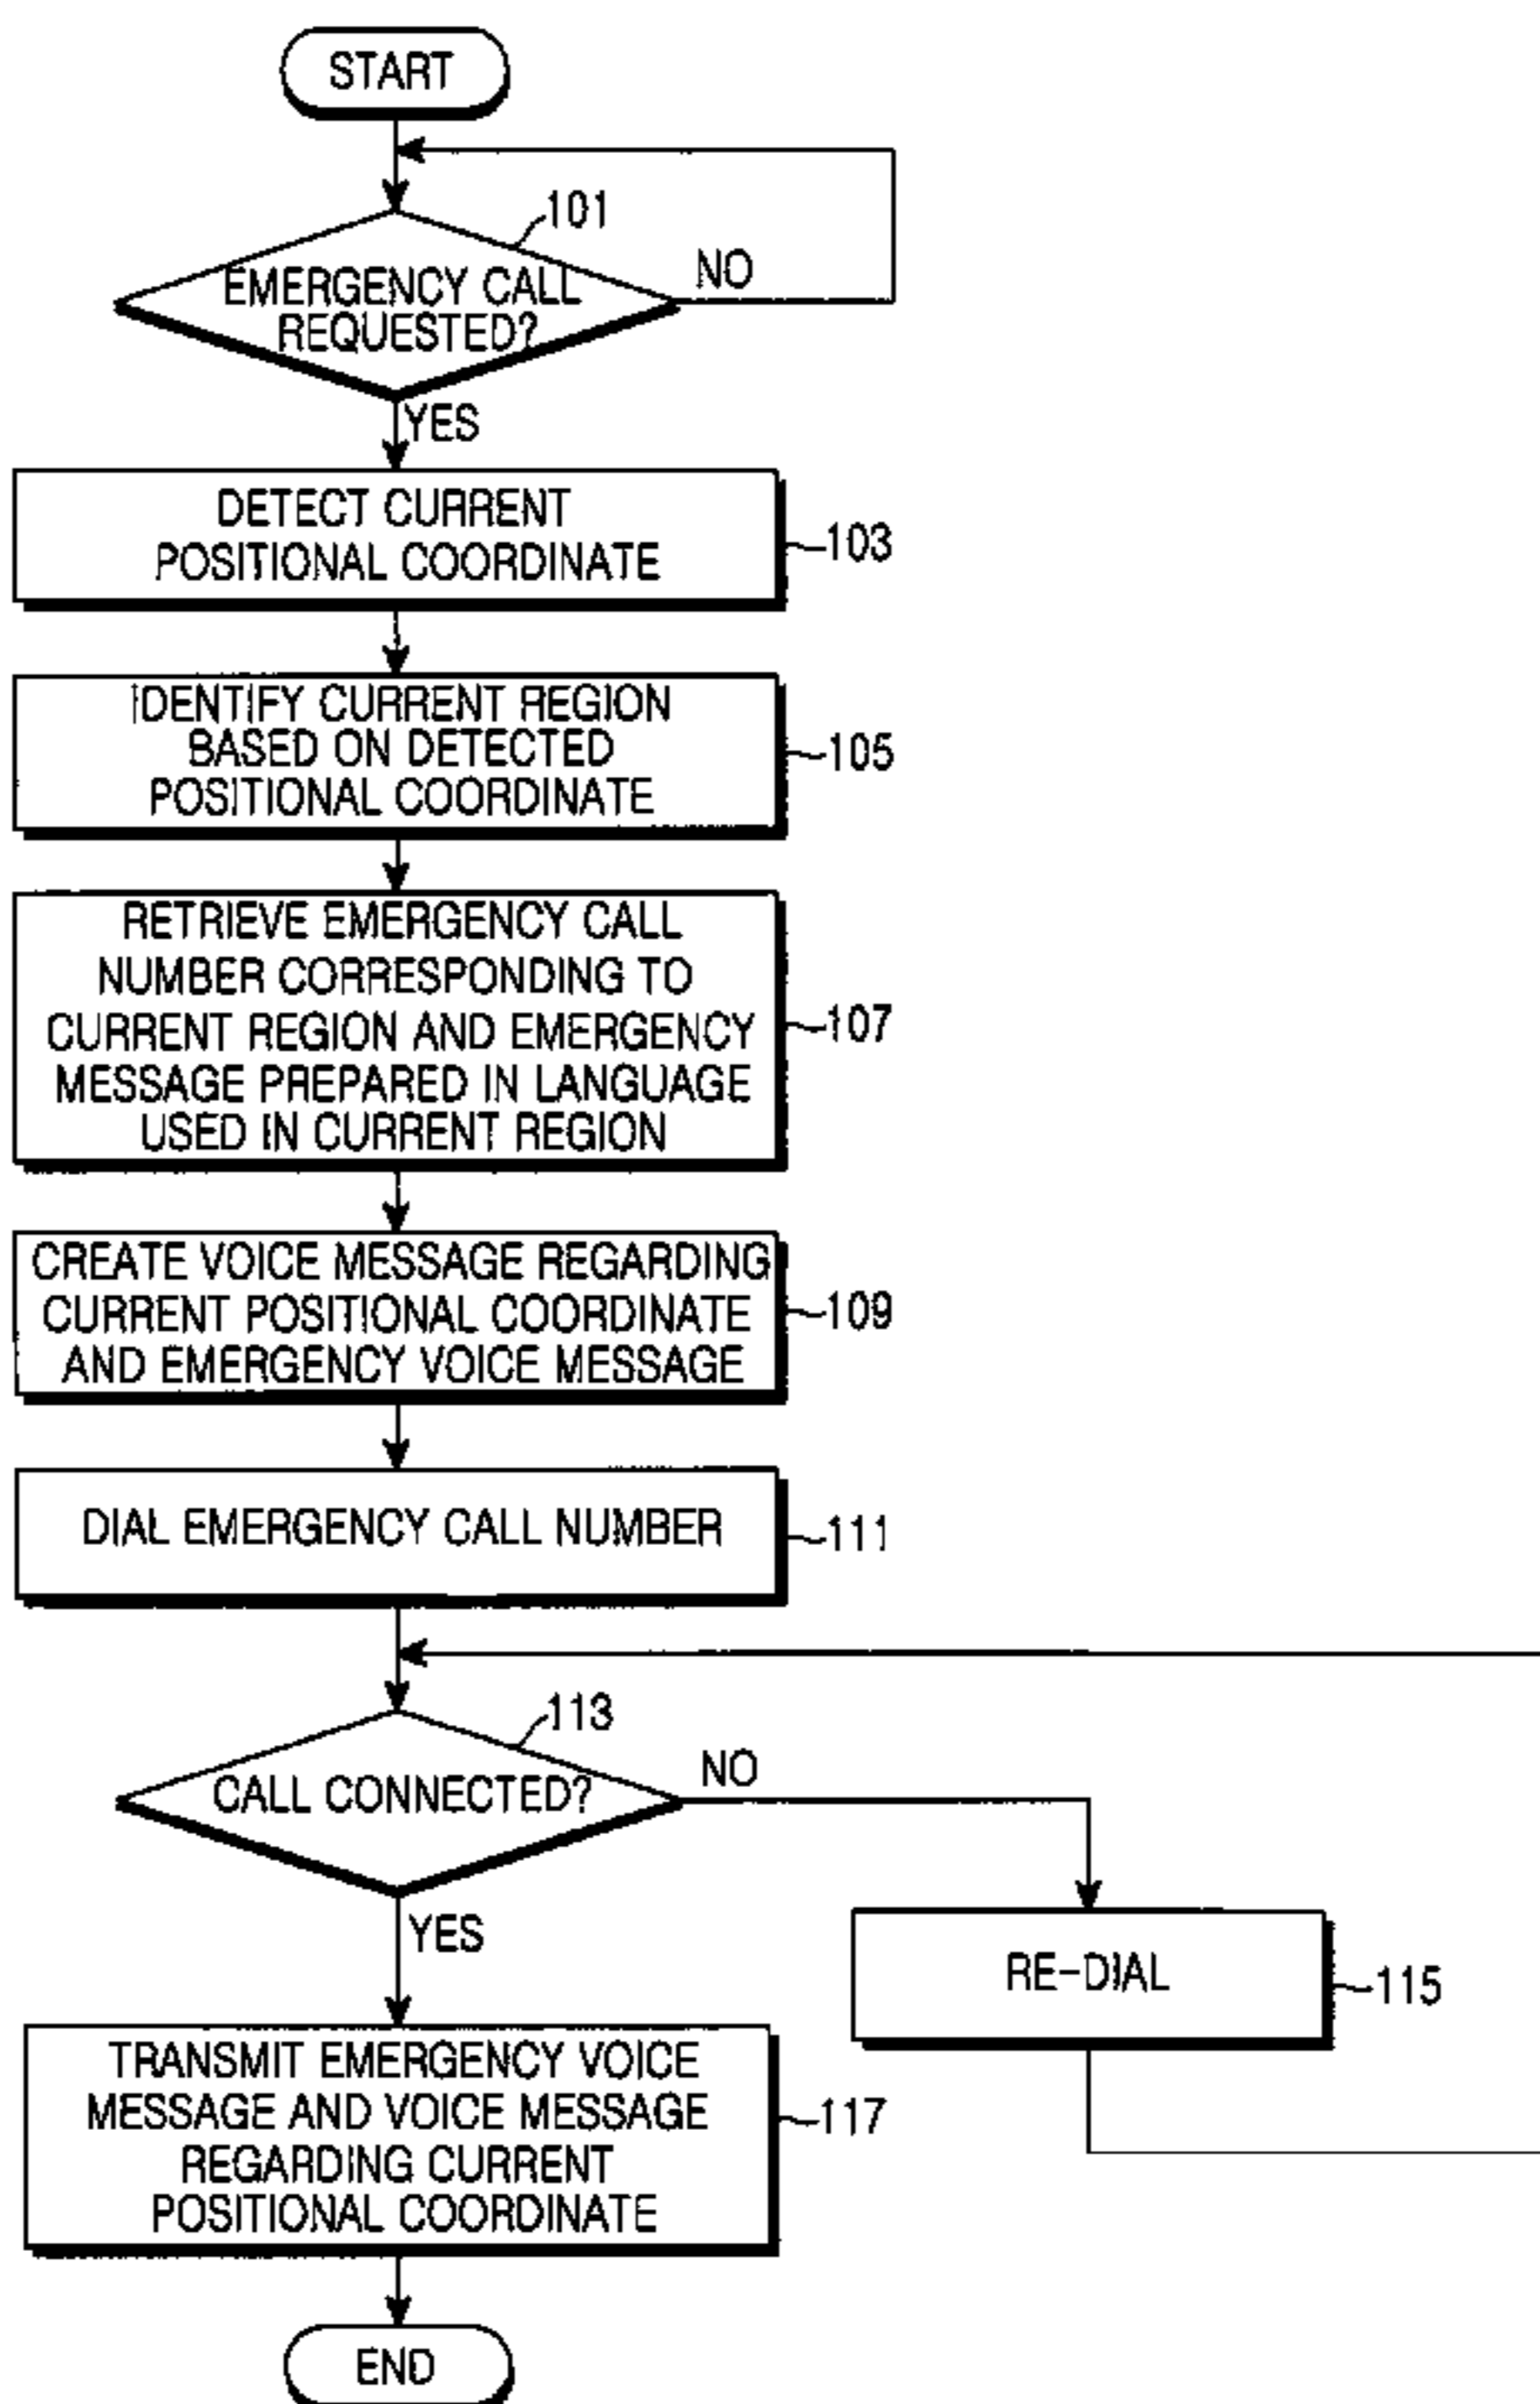 START
101
EMERGENCY CALL
REQUESTED?
NO
YES
DETECT CURRENT
POSITIONAL COORDINATE
103
IDENTIFY CURRENT REGION
BASED ON DETECTED
POSITIONAL COORDINATE
105
RETRIEVE EMERGENCY CALL
NUMBER CORRESPONDING TO
CURRENT REGION AND EMERGENCY
MESSAGE PREPARED IN LANGUAGE
USED IN CURRENT REGION
107
CREATE VOICE MESSAGE REGARDING
CURRENT POSITIONAL COORDINATE
AND EMERGENCY VOICE MESSAGE
109
DIAL EMERGENCY CALL NUMBER
111
113
CALL CONNECTED?
NO
YES
RE-DIAL
115
TRANSMIT EMERGENCY VOICE
MESSAGE AND VOICE MESSAGE
REGARDING CURRENT
POSITIONAL COORDINATE
117
END